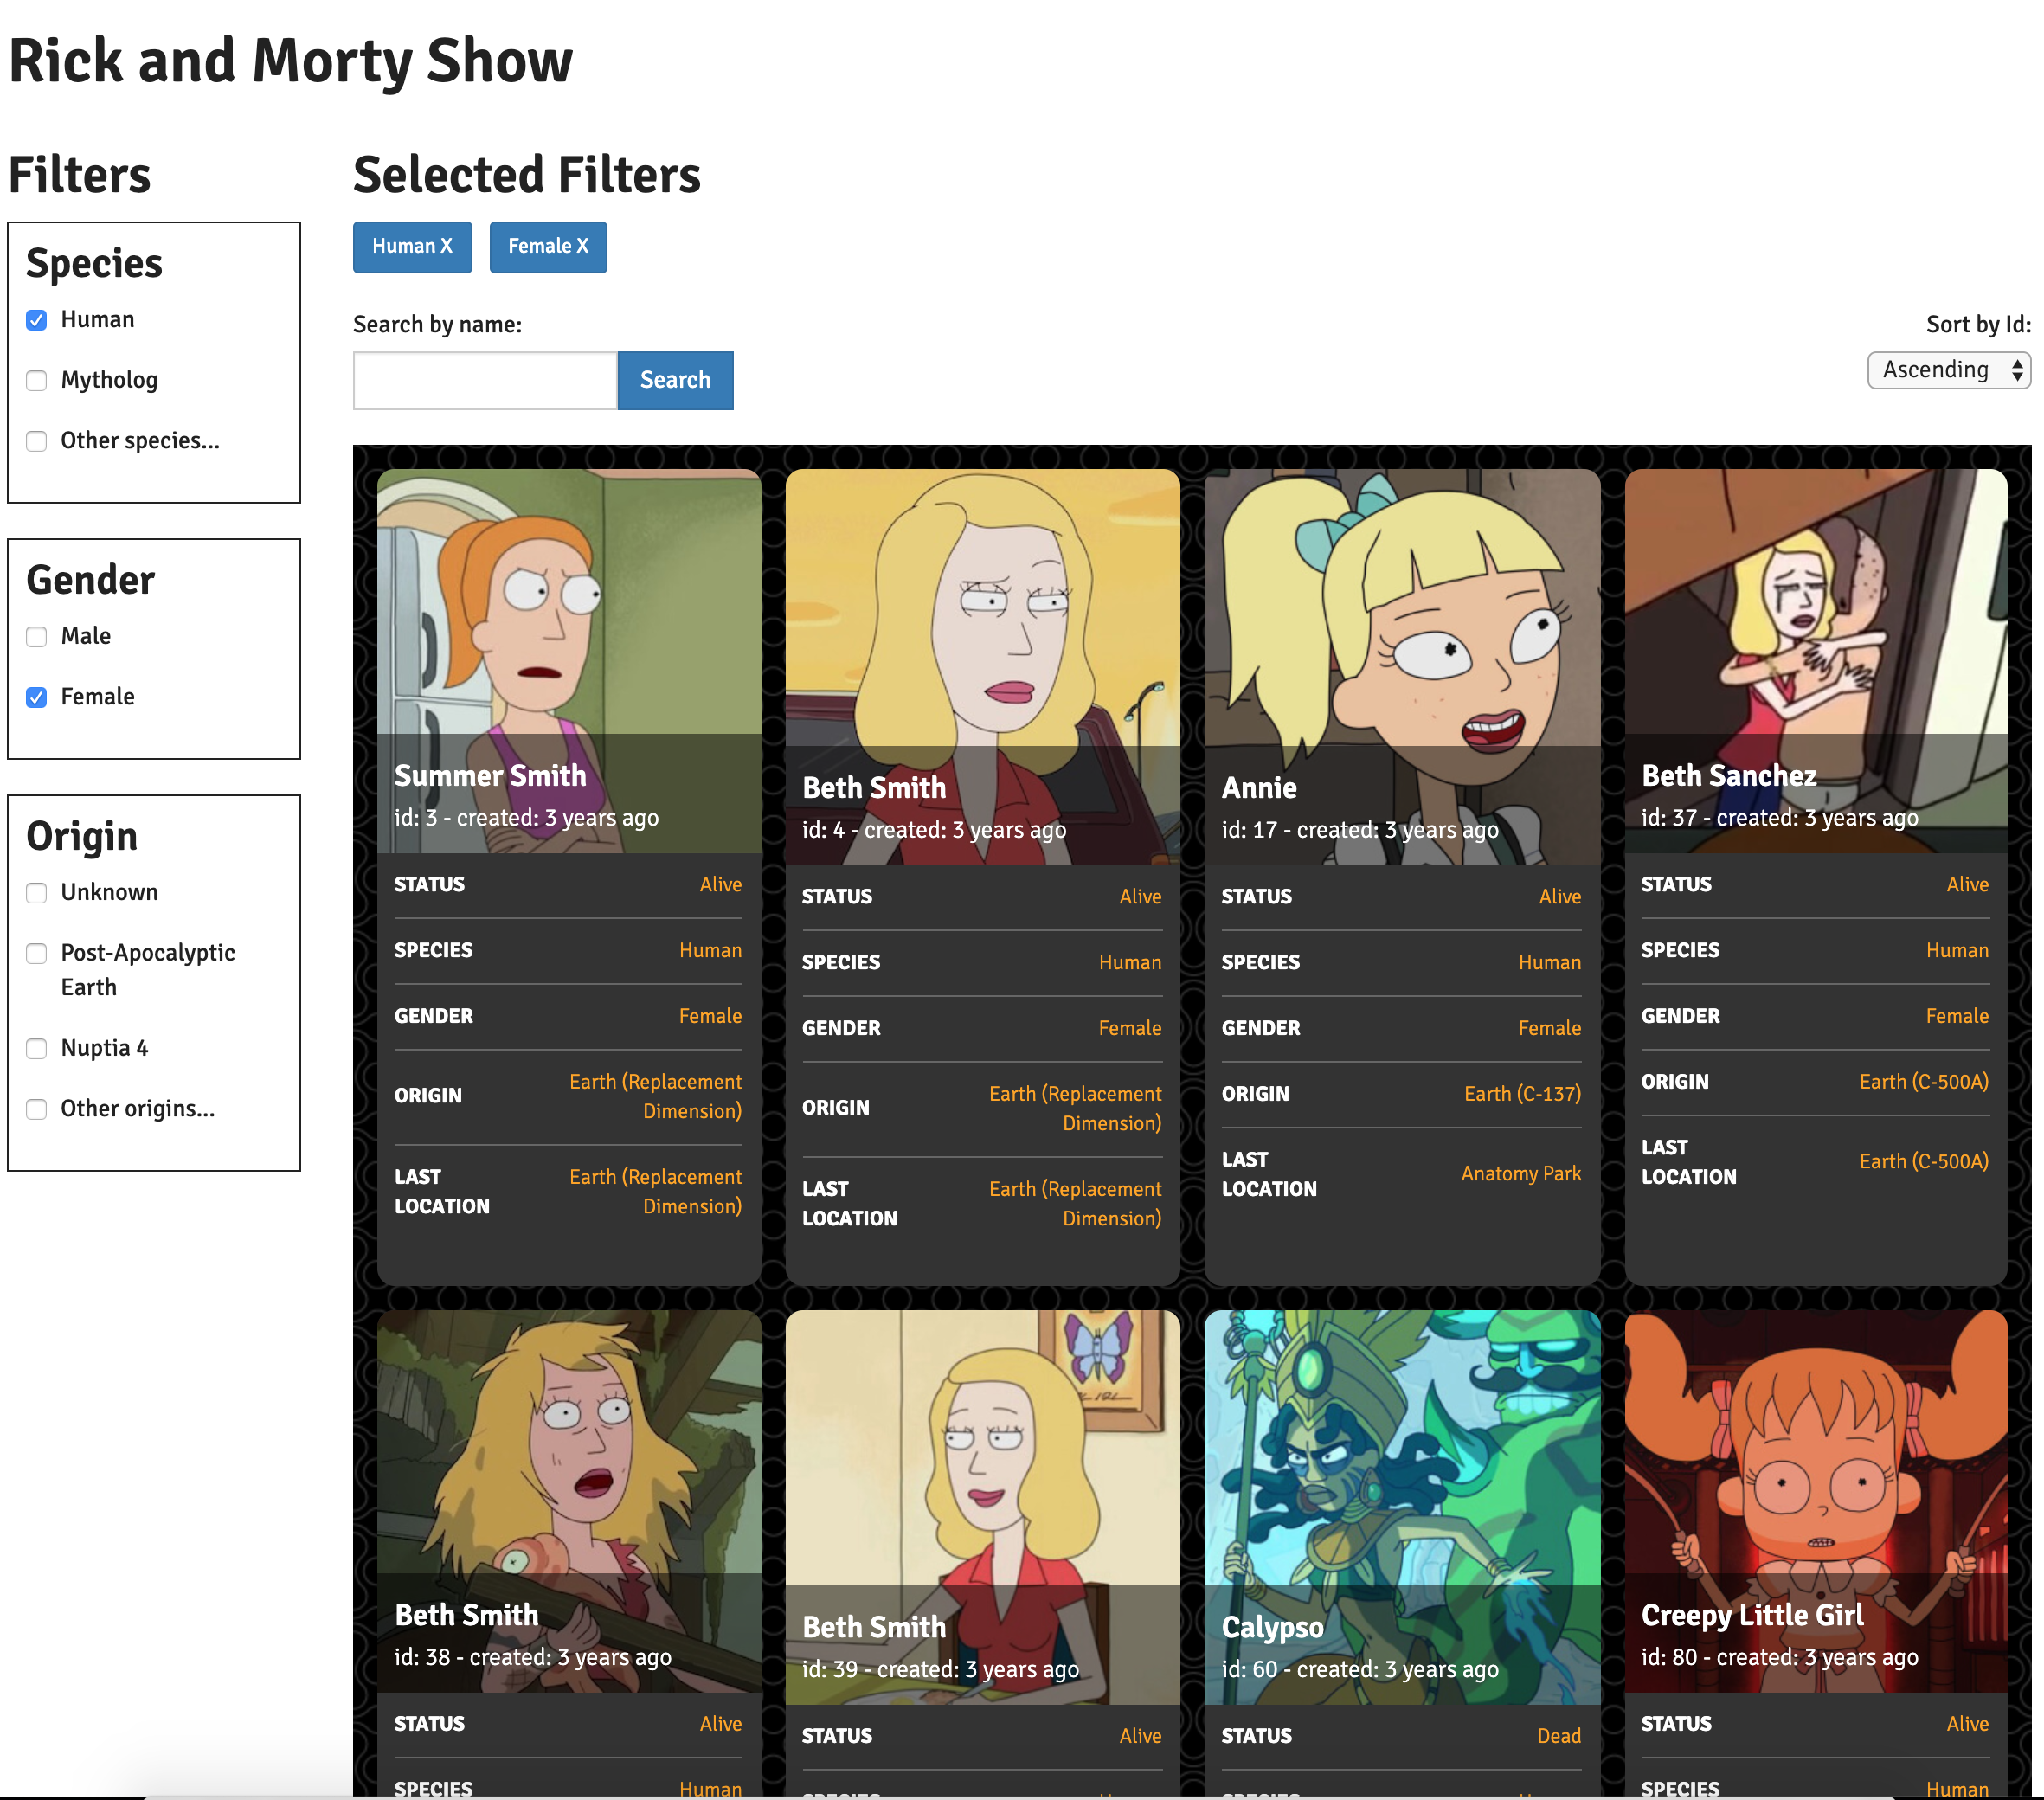 Rick and Morty Show
Filters
Species
Human
Mytholog
Other species...
Gender
Male
Female
Origin
Unknown
Post-Apocalyptic
Earth
Nuptia 4
Other origins...
Selected Filters
Human X
Female X
Search by name:
Search
Sort by Id:
Ascending
Summer Smith
id: 3 - created: 3 years ago
STATUS Alive
SPECIES Human
GENDER Female
ORIGIN Earth (Replacement
Dimension)
LAST
LOCATION
Earth (Replacement
Dimension)
Beth Smith
id: 4 - created: 3 years ago
STATUS Alive
SPECIES Human
GENDER Female
ORIGIN Earth (Replacement
Dimension)
LAST
LOCATION
Earth (Replacement
Dimension)
Annie
id: 17 - created: 3 years ago
STATUS Alive
SPECIES Human
GENDER Female
ORIGIN Earth (C-137)
LAST
LOCATION
Anatomy Park
Beth Sanchez
id: 37 - created: 3 years ago
STATUS Alive
SPECIES Human
GENDER Female
ORIGIN Earth (C-500A)
LAST
LOCATION
Earth (C-500A)
Beth Smith
id: 38 - created: 3 years ago
STATUS Alive
SPECIES Human
Beth Smith
id: 39 - created: 3 years ago
STATUS Alive
Calypso
id: 60 - created: 3 years ago
STATUS Dead
Creepy Little Girl
id: 80 - created: 3 years ago
STATUS Alive
SPECIES Human